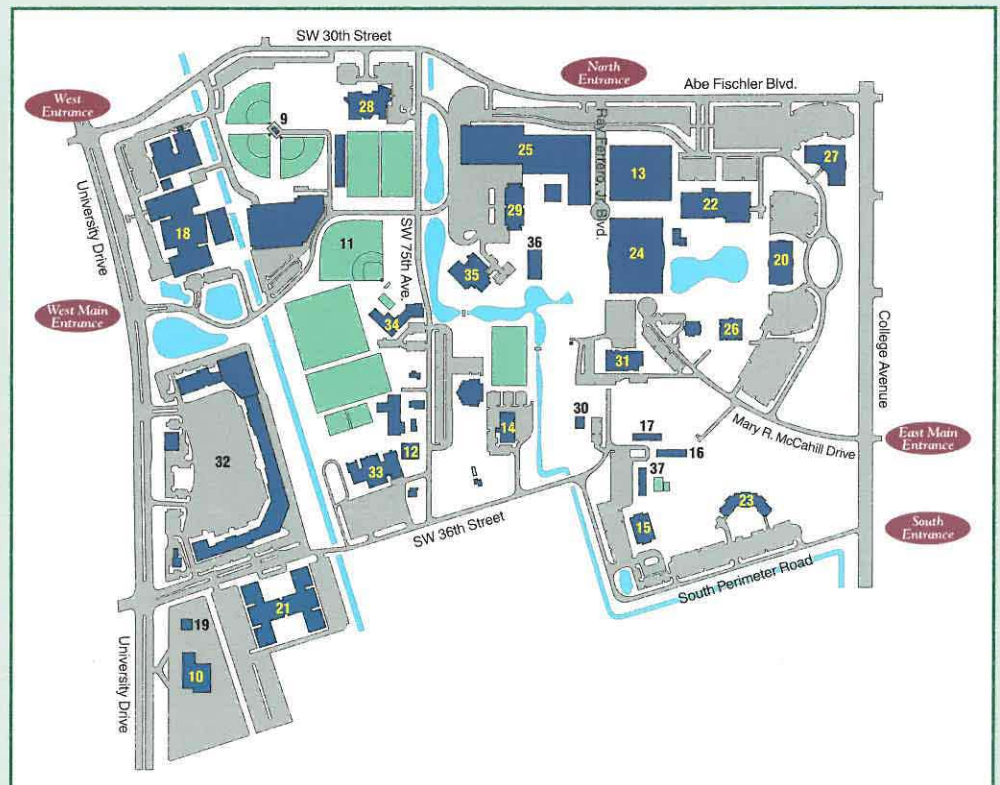 SW 30th Street
North
Entrance
Abe Fischler Blvd.
West
Entrance
9
28
25
Ray Ferrero, Jr. Blvd.
13
27
University Drive
18
29
22
11
SW 75th Ave.
36
24
20
35
West Main
Entrance
34
26
College Avenue
31
30
17
Mary R. McCahill Drive
East Main
Entrance
14
12
16
32
33
37
23
15
South
Entrance
SW 36th Street
South Perimeter Road
21
19
10
University Drive